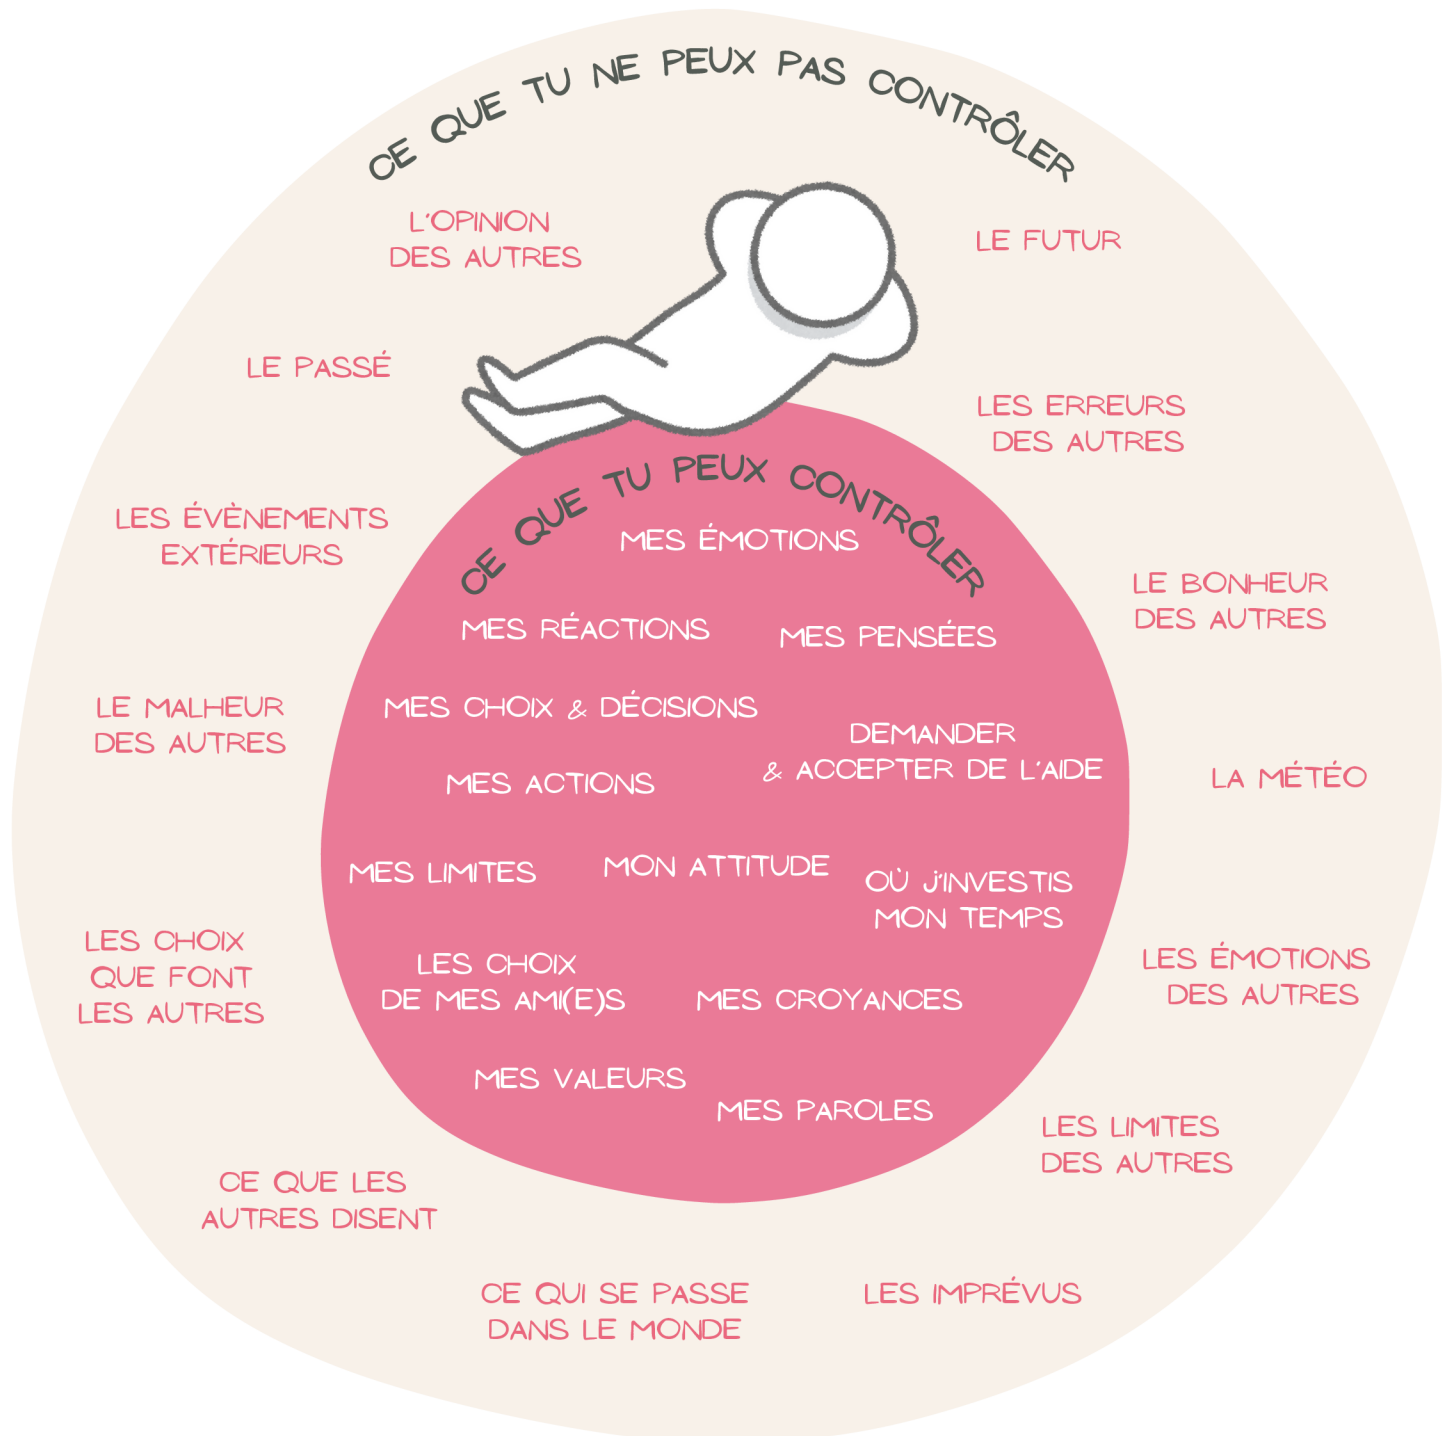 CE QUE TU NE PEUX PAS CONTRÔLER
L'OPINION
DES AUTRES
LE FUTUR
LE PASSÉ
LES ERREURS
DES AUTRES
LES ÉVÈNEMENTS
EXTÉRIEURS
LE BONHEUR
DES AUTRES
LE MALHEUR
DES AUTRES
LA MÉTÉO
LES CHOIX
QUE FONT
LES AUTRES
LES ÉMOTIONS
DES AUTRES
LES LIMITES
DES AUTRES
CE QUE LES
AUTRES DISENT
CE QUI SE PASSE
DANS LE MONDE
LES IMPRÉVUS
CE QUE TU PEUX CONTRÔLER
MES ÉMOTIONS
MES RÉACTIONS
MES PENSÉES
MES CHOIX & DÉCISIONS
DEMANDER
& ACCEPTER DE L'AIDE
MES ACTIONS
MES LIMITES
MON ATTITUDE
OÙ J'INVESTIS
MON TEMPS
LES CHOIX
DE MES AMI(E)S
MES CROYANCES
MES VALEURS
MES PAROLES